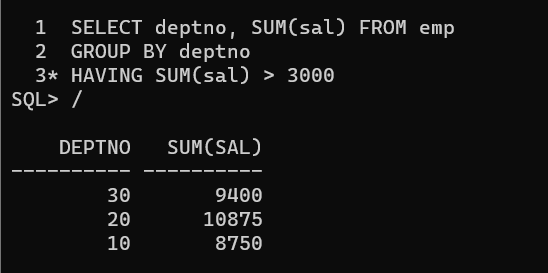 1  SELECT deptno, SUM(sal) FROM emp
2  GROUP BY deptno
3* HAVING SUM(sal) > 3000
SQL> /
DEPTNO   SUM(SAL)
---------- ----------
30       9400
20      10875
10       8750